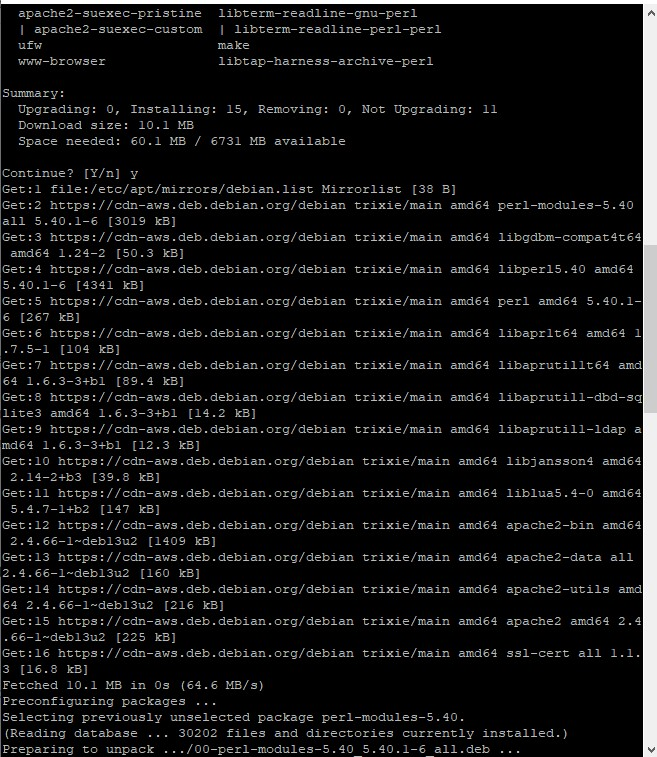 apache2-suexec-pristine libterm-readline-gnu-perl
| apache2-suexec-custom | libterm-readline-perl-perl
ufw make
www-browser libtap-harness-archive-perl
Summary:
Upgrading: 0, Installing: 15, Removing: 0, Not Upgrading: 11
Download size: 10.1 MB
Space needed: 60.1 MB / 6731 MB available
Continue? [Y/n] y
Get:1 file:/etc/apt/mirrors/debian.list Mirrorlist [38 B]
Get:2 https://cdn-aws.deb.debian.org/debian trixie/main amd64 perl-modules-5.40
all 5.40.1-6 [3019 kB]
Get:3 https://cdn-aws.deb.debian.org/debian trixie/main amd64 libgdbm-compat4t64
amd64 1.24-2 [50.3 kB]
Get:4 https://cdn-aws.deb.debian.org/debian trixie/main amd64 libperl5.40 amd64
5.40.1-6 [4341 kB]
Get:5 https://cdn-aws.deb.debian.org/debian trixie/main amd64 perl amd64 5.40.1-
6 [267 kB]
Get:6 https://cdn-aws.deb.debian.org/debian trixie/main amd64 libapr1t64 amd64 1
.7.5-1 [104 kB]
Get:7 https://cdn-aws.deb.debian.org/debian trixie/main amd64 libaprutil1t64 amd
64 1.6.3-3+b1 [89.4 kB]
Get:8 https://cdn-aws.deb.debian.org/debian trixie/main amd64 libaprutil1-dbd-sq
lite3 amd64 1.6.3-3+b1 [14.2 kB]
Get:9 https://cdn-aws.deb.debian.org/debian trixie/main amd64 libaprutil1-ldap a
md64 1.6.3-3+b1 [12.3 kB]
Get:10 https://cdn-aws.deb.debian.org/debian trixie/main amd64 libjansson4 amd64
2.14-2+b3 [39.8 kB]
Get:11 https://cdn-aws.deb.debian.org/debian trixie/main amd64 liblua5.4-0 amd64
5.4.7-1+b2 [147 kB]
Get:12 https://cdn-aws.deb.debian.org/debian trixie/main amd64 apache2-bin amd64
2.4.66-1~deb13u2 [1409 kB]
Get:13 https://cdn-aws.deb.debian.org/debian trixie/main amd64 apache2-data all
2.4.66-1~deb13u2 [160 kB]
Get:14 https://cdn-aws.deb.debian.org/debian trixie/main amd64 apache2-utils amd
64 2.4.66-1~deb13u2 [216 kB]
Get:15 https://cdn-aws.deb.debian.org/debian trixie/main amd64 apache2 amd64 2.4
.66-1~deb13u2 [225 kB]
Get:16 https://cdn-aws.deb.debian.org/debian trixie/main amd64 ssl-cert all 1.1.
3 [16.8 kB]
Fetched 10.1 MB in 0s (64.6 MB/s)
Preconfiguring packages ...
Selecting previously unselected package perl-modules-5.40.
(Reading database ... 30202 files and directories currently installed.)
Preparing to unpack .../00-perl-modules-5.40_5.40.1-6_all.deb ...